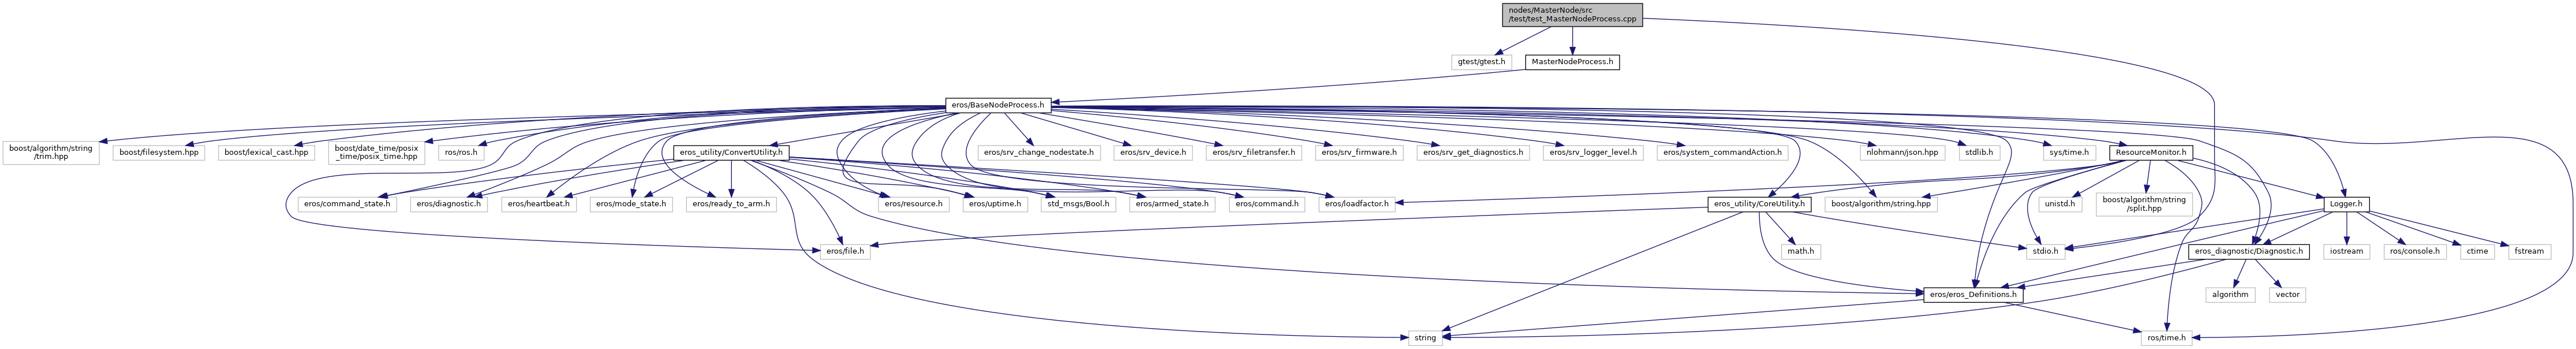 nodes/MasterNode/src
/test/test_MasterNodeProcess.cpp
gtest/gtest.h
MasterNodeProcess.h
eros/BaseNodeProcess.h
boost/algorithm/string
/trim.hpp
boost/filesystem.hpp
boost/lexical_cast.hpp
boost/date_time/posix
_time/posix_time.hpp
ros/ros.h
eros_utility/ConvertUtility.h
eros/srv_change_nodestate.h
eros/srv_device.h
eros/srv_filetransfer.h
eros/srv_firmware.h
eros/srv_get_diagnostics.h
eros/srv_logger_level.h
eros/system_commandAction.h
nlohmann/json.hpp
stdlib.h
sys/time.h
ResourceMonitor.h
eros/command_state.h
eros/diagnostic.h
eros/heartbeat.h
eros/mode_state.h
eros/ready_to_arm.h
eros/resource.h
eros/uptime.h
std_msgs/Bool.h
eros/armed_state.h
eros/command.h
eros/loadfactor.h
eros_utility/CoreUtility.h
boost/algorithm/string.hpp
unistd.h
boost/algorithm/string
/split.hpp
Logger.h
eros/file.h
math.h
stdio.h
eros_diagnostic/Diagnostic.h
iostream
ros/console.h
ctime
fstream
eros/eros_Definitions.h
algorithm
vector
string
ros/time.h